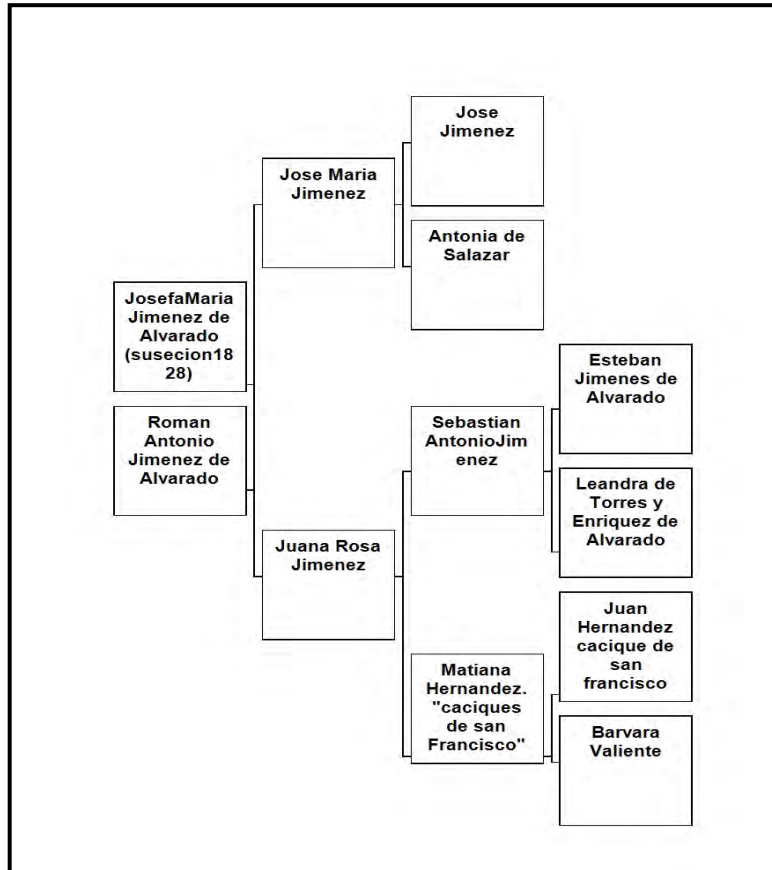 Jose
Jimenez
Jose Maria
Jimenez
Antonia de
Salazar
JosefaMaria
Jimenez de
Alvarado
(susecion18
28)
Esteban
Jimenes de
Alvarado
Roman
Antonio
Jimenez de
Alvarado
Sebastian
AntonioJim
enez
Leandra de
Torres y
Enriquez de
Alvarado
Juana Rosa
Jimenez
Juan
Hernandez
cacique de
san
francisco
Matiana
Hernandez.
"caciques
de san
Francisco"
Barvara
Valiente